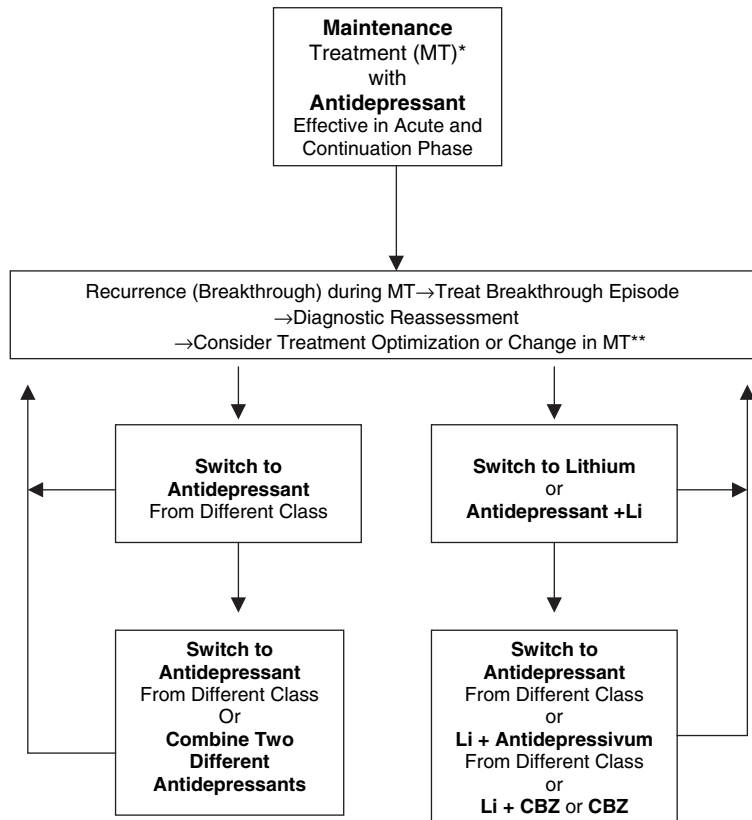 Maintenance
Treatment (MT)*
with
Antidepressant
Effective in Acute and
Continuation Phase
Recurrence (Breakthrough) during MT→Treat Breakthrough Episode
→Diagnostic Reassessment
→Consider Treatment Optimization or Change in MT**
Switch to
Antidepressant
From Different Class
Switch to Lithium
or
Antidepressant +Li
Switch to
Antidepressant
From Different Class
Or
Combine Two
Different
Antidepressants
Switch to
Antidepressant
From Different Class
or
Li + Antidepressivum
From Different Class
or
Li + CBZ or CBZ